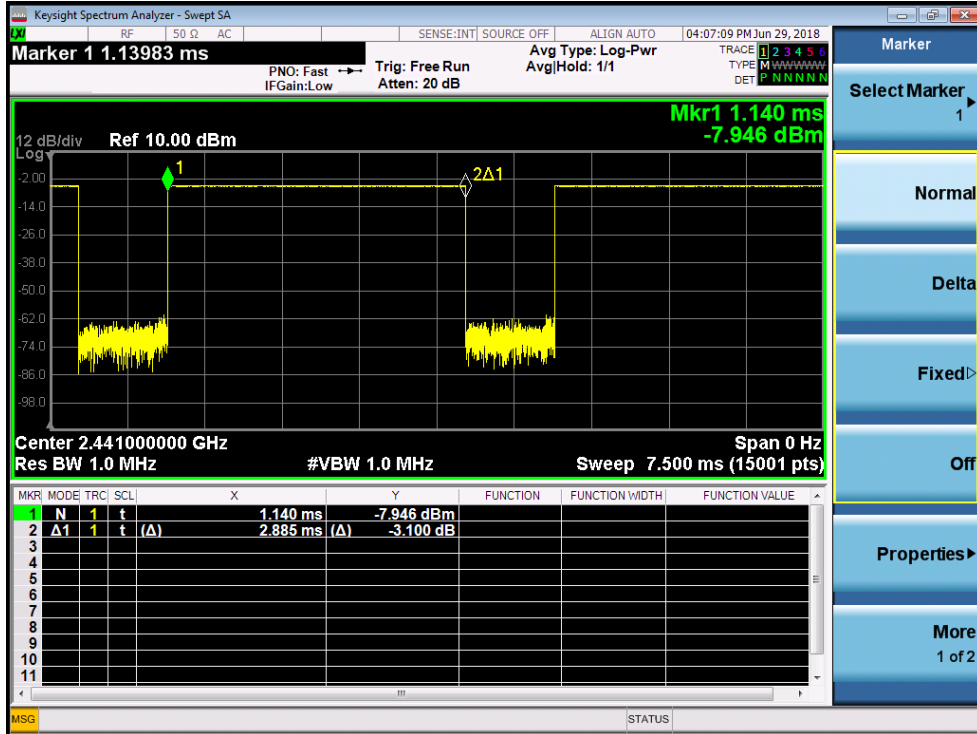 Keysight Spectrum Analyzer - Swept SA
LXI RF 50 Ω AC SENSE:INT SOURCE OFF ALIGN AUTO 04:07:09 PM Jun 29, 2018
Marker 1 1.13983 ms
PNO: Fast
IFGain:Low
Trig: Free Run
Atten: 20 dB
Avg Type: Log-Pwr
Avg|Hold: 1/1
TRACE 1 2 3 4 5 6
TYPE M WWWWW
DET P N N N N N
Mkr1 1.140 ms
-7.946 dBm
12 dB/div Ref 10.00 dBm
Log
1
2Δ1
-2.00
-14.0
-26.0
-38.0
-50.0
-62.0
-74.0
-86.0
-98.0
Center 2.441000000 GHz Span 0 Hz
Res BW 1.0 MHz #VBW 1.0 MHz Sweep 7.500 ms (15001 pts)
MKR MODE TRC SCL X Y FUNCTION FUNCTION WIDTH FUNCTION VALUE
1 N 1 t 1.140 ms -7.946 dBm
2 Δ1 1 t (Δ) 2.885 ms (Δ) -3.100 dB
3
4
5
6
7
8
9
10
11
MSG STATUS
Marker
Select Marker
1
Normal
Delta
Fixed
Off
Properties
More
1 of 2